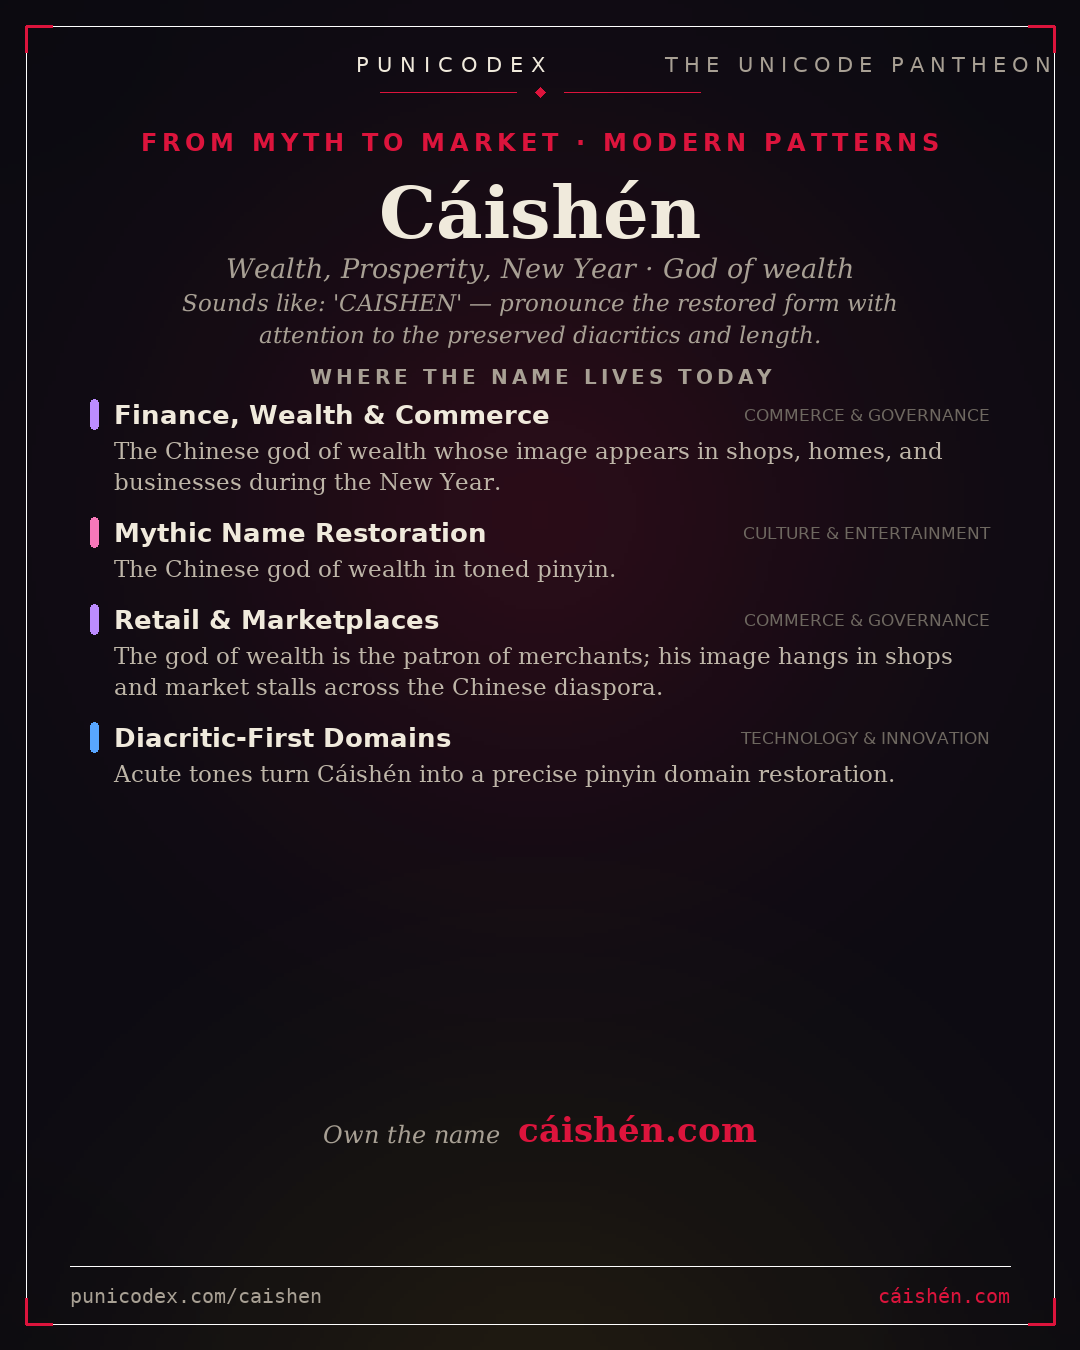 PUNICODEX THE UNICODE PANTHEON
FROM MYTH TO MARKET · MODERN PATTERNS
Cáishén
Wealth, Prosperity, New Year · God of wealth
Sounds like: 'CAISHEN' — pronounce the restored form with
attention to the preserved diacritics and length.
WHERE THE NAME LIVES TODAY
Finance, Wealth & Commerce COMMERCE & GOVERNANCE
The Chinese god of wealth whose image appears in shops, homes, and
businesses during the New Year.
Mythic Name Restoration CULTURE & ENTERTAINMENT
The Chinese god of wealth in toned pinyin.
Retail & Marketplaces COMMERCE & GOVERNANCE
The god of wealth is the patron of merchants; his image hangs in shops
and market stalls across the Chinese diaspora.
Diacritic-First Domains TECHNOLOGY & INNOVATION
Acute tones turn Cáishén into a precise pinyin domain restoration.
Own the name cáishén.com
punicodex.com/caishen cáishén.com